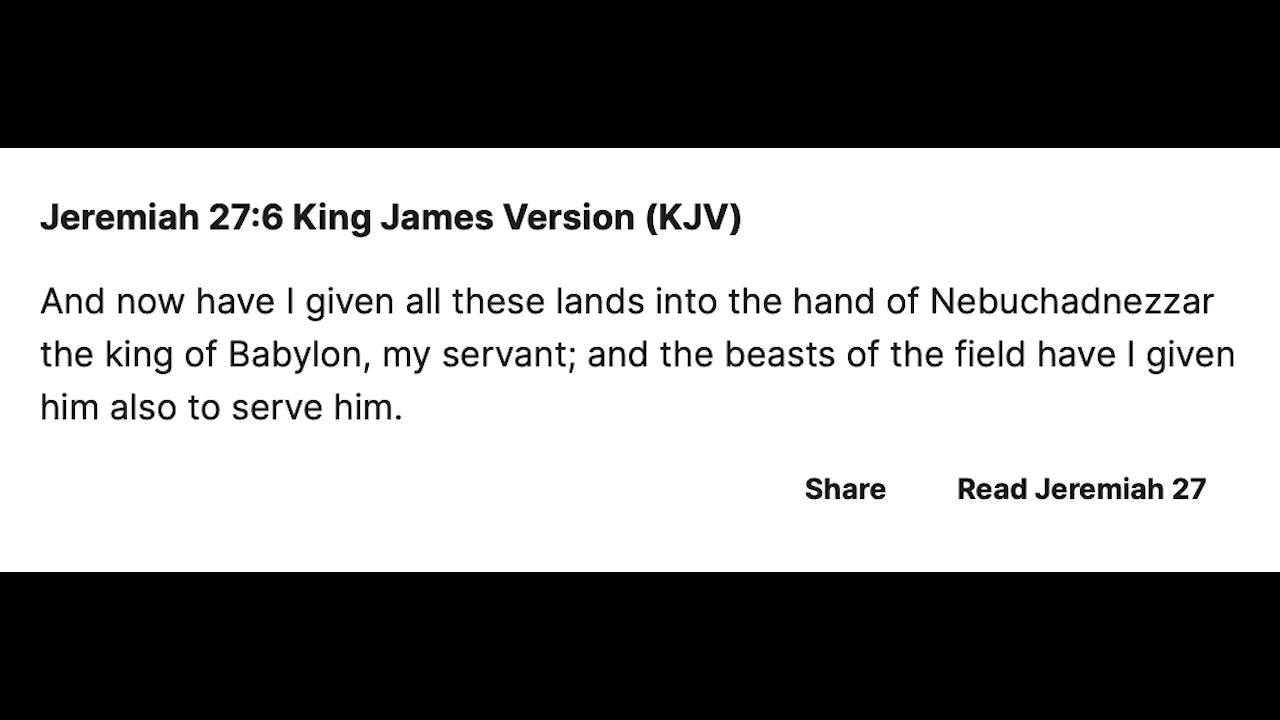 Jeremiah 27:6 King James Version (KJV)
And now have I given all these lands into the hand of Nebuchadnezzar
the king of Babylon, my servant; and the beasts of the field have I given
him also to serve him.
Share Read Jeremiah 27